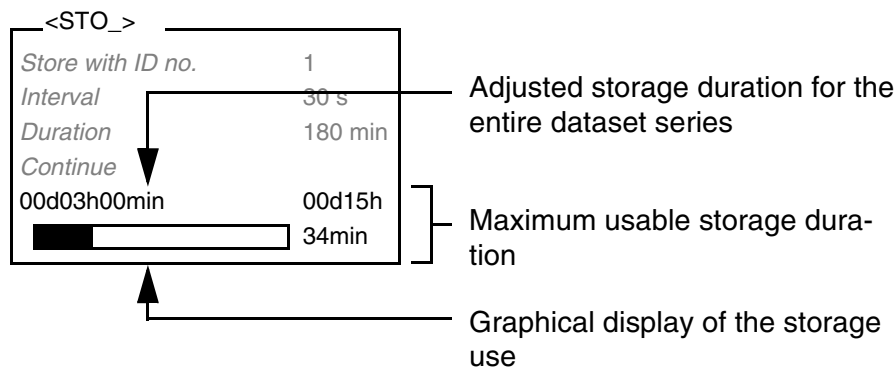 <STO_>
Store with ID no. 1
Interval 30 s
Duration 180 min
Continue
00d03h00min 00d15h
34min
Adjusted storage duration for the
entire dataset series
Maximum usable storage dura-
tion
Graphical display of the storage
use